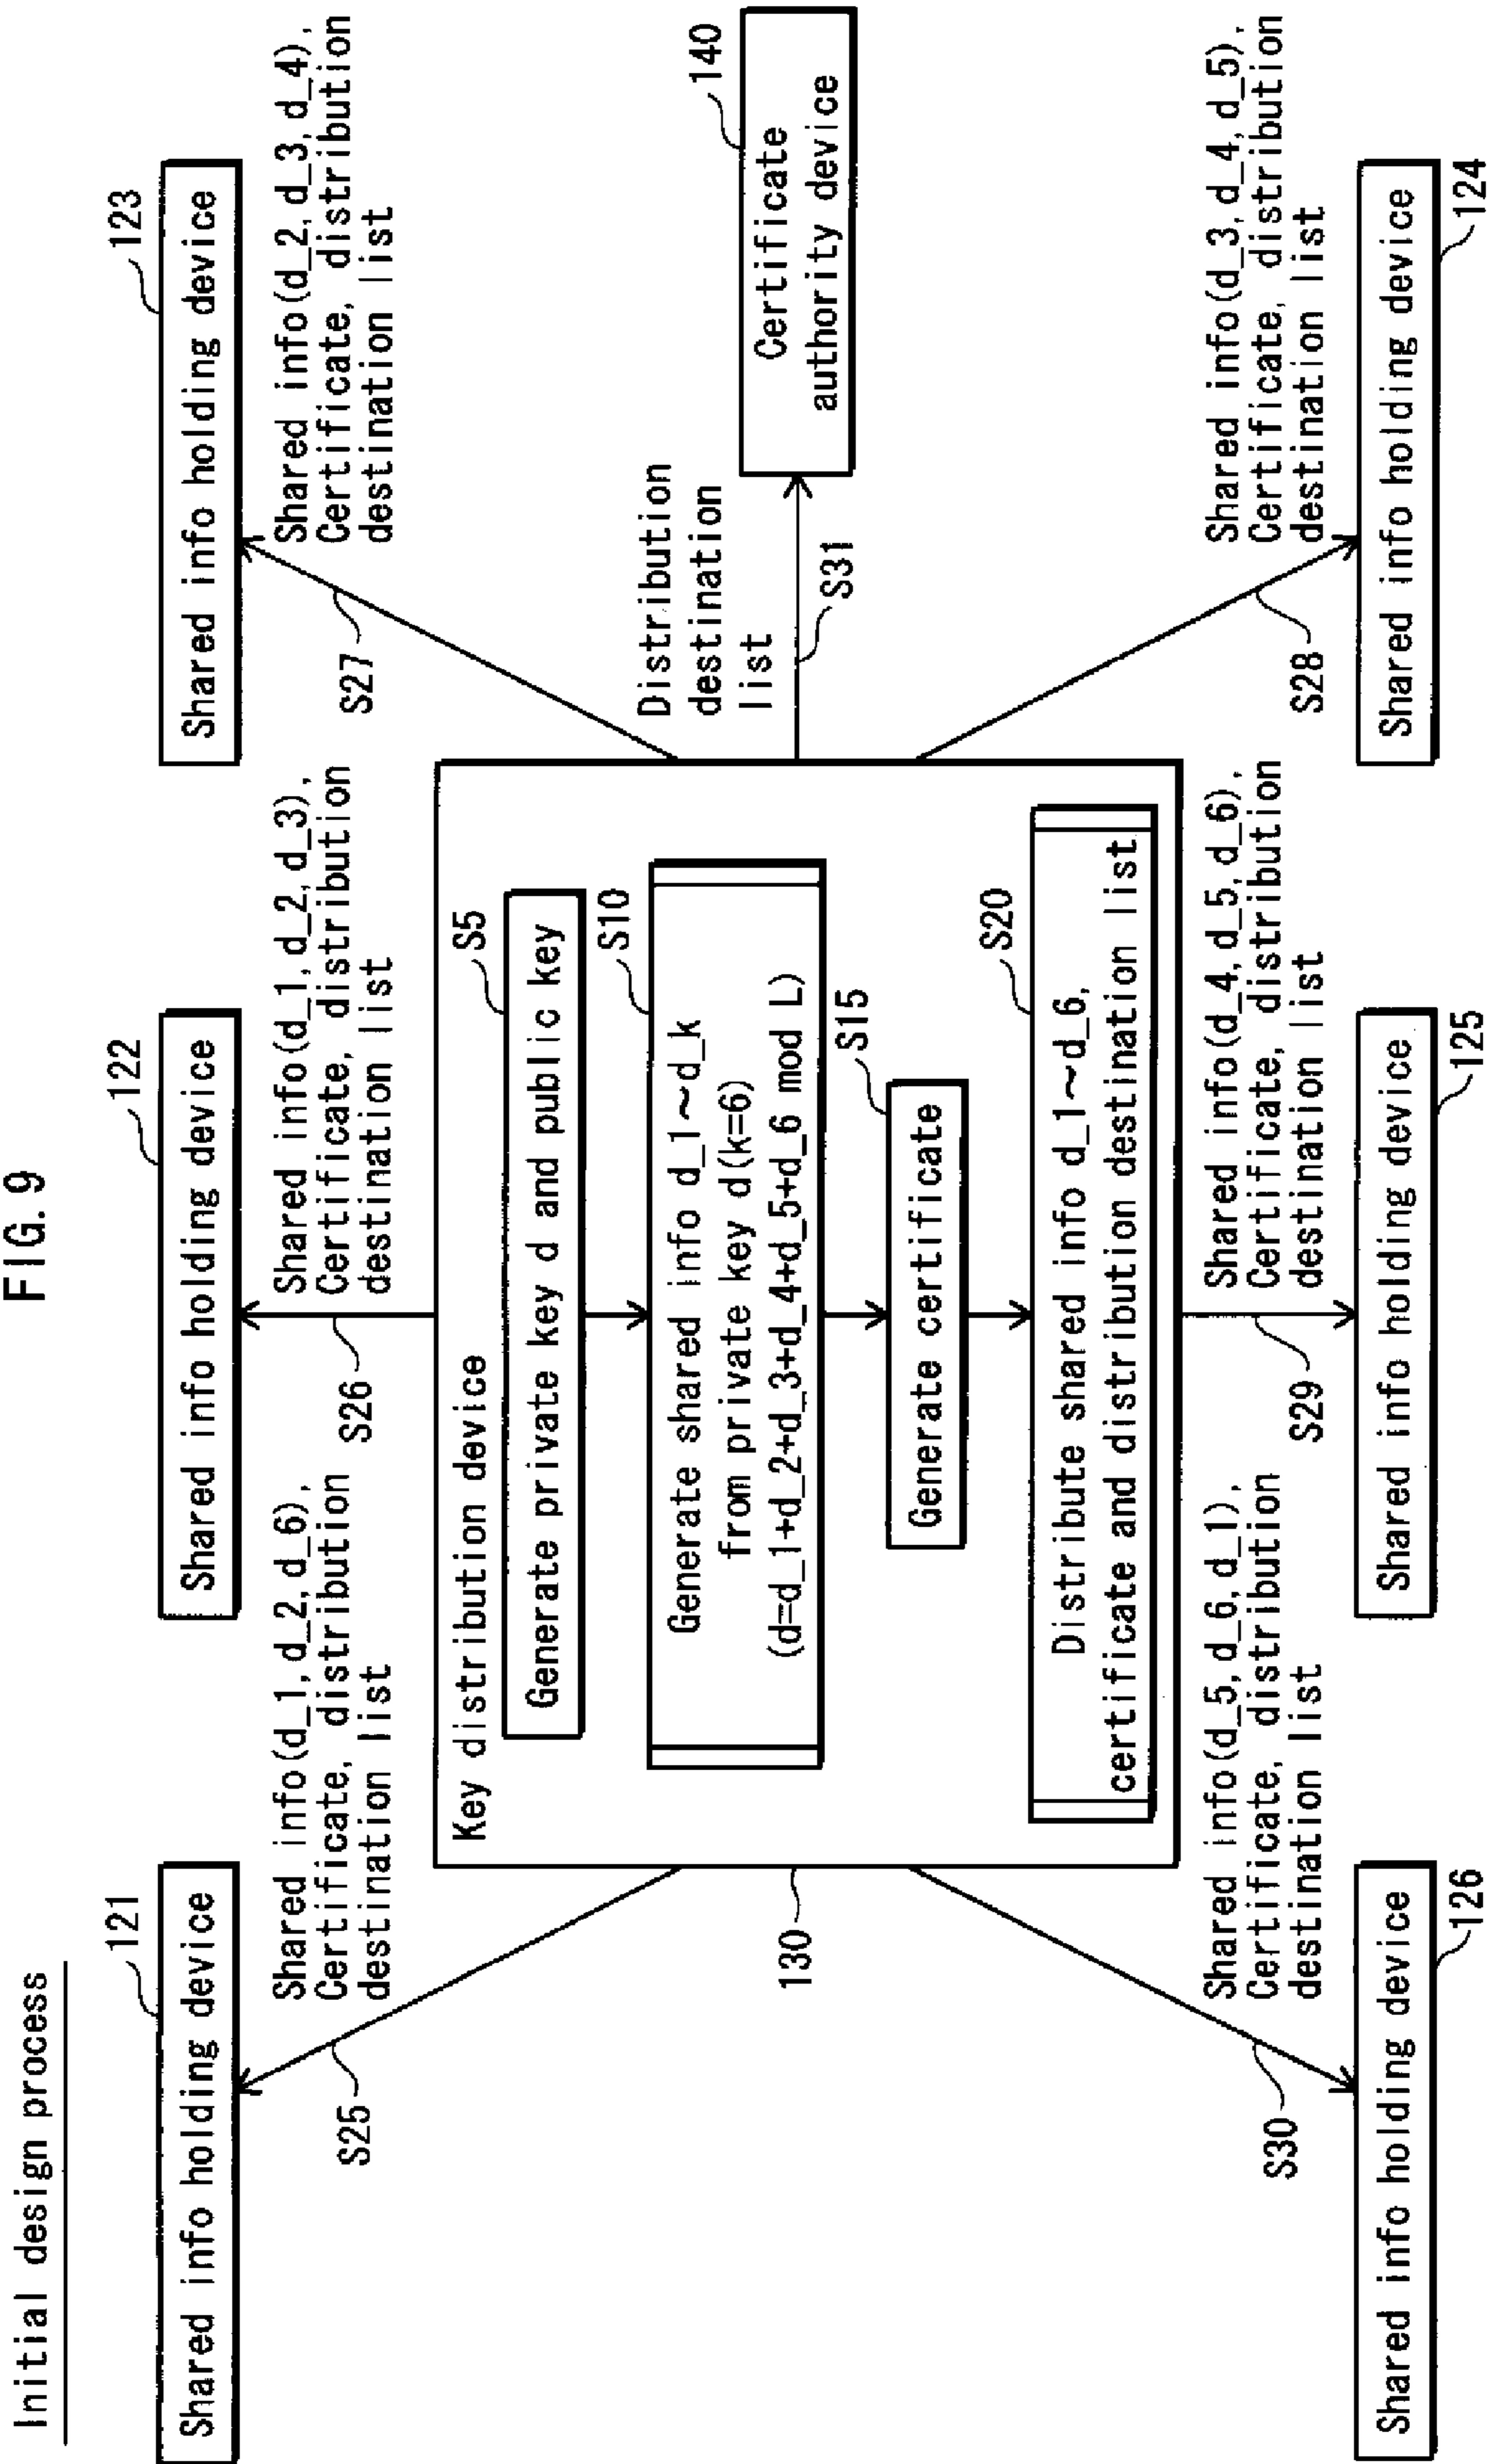 FIG. 9
Initial design process
121
Shared info holding device
122
Shared info holding device
123
Shared info holding device
S25
Shared info(d_1,d_2,d_6),
Certificate, distribution
destination list
S26
Shared info(d_1,d_2,d_3),
Certificate, distribution
destination list
S27
Shared info(d_2,d_3,d_4),
Certificate, distribution
destination list
Key distribution device
S5
Generate private key d and public key
S10
Generate shared info d_1~d_k
from private key d(k=6)
(d=d_1+d_2+d_3+d_4+d_5+d_6 mod L)
S15
Generate certificate
S20
Distribute shared info d_1~d_6,
certificate and distribution destination list
130
Distribution
destination
list
S31
140
Certificate
authority device
S30
Shared info(d_5,d_6,d_1),
Certificate, distribution
destination list
S29
Shared info(d_4,d_5,d_6),
Certificate, distribution
destination list
S28
Shared info(d_3,d_4,d_5),
Certificate, distribution
destination list
Shared info holding device
126
Shared info holding device
125
Shared info holding device
124